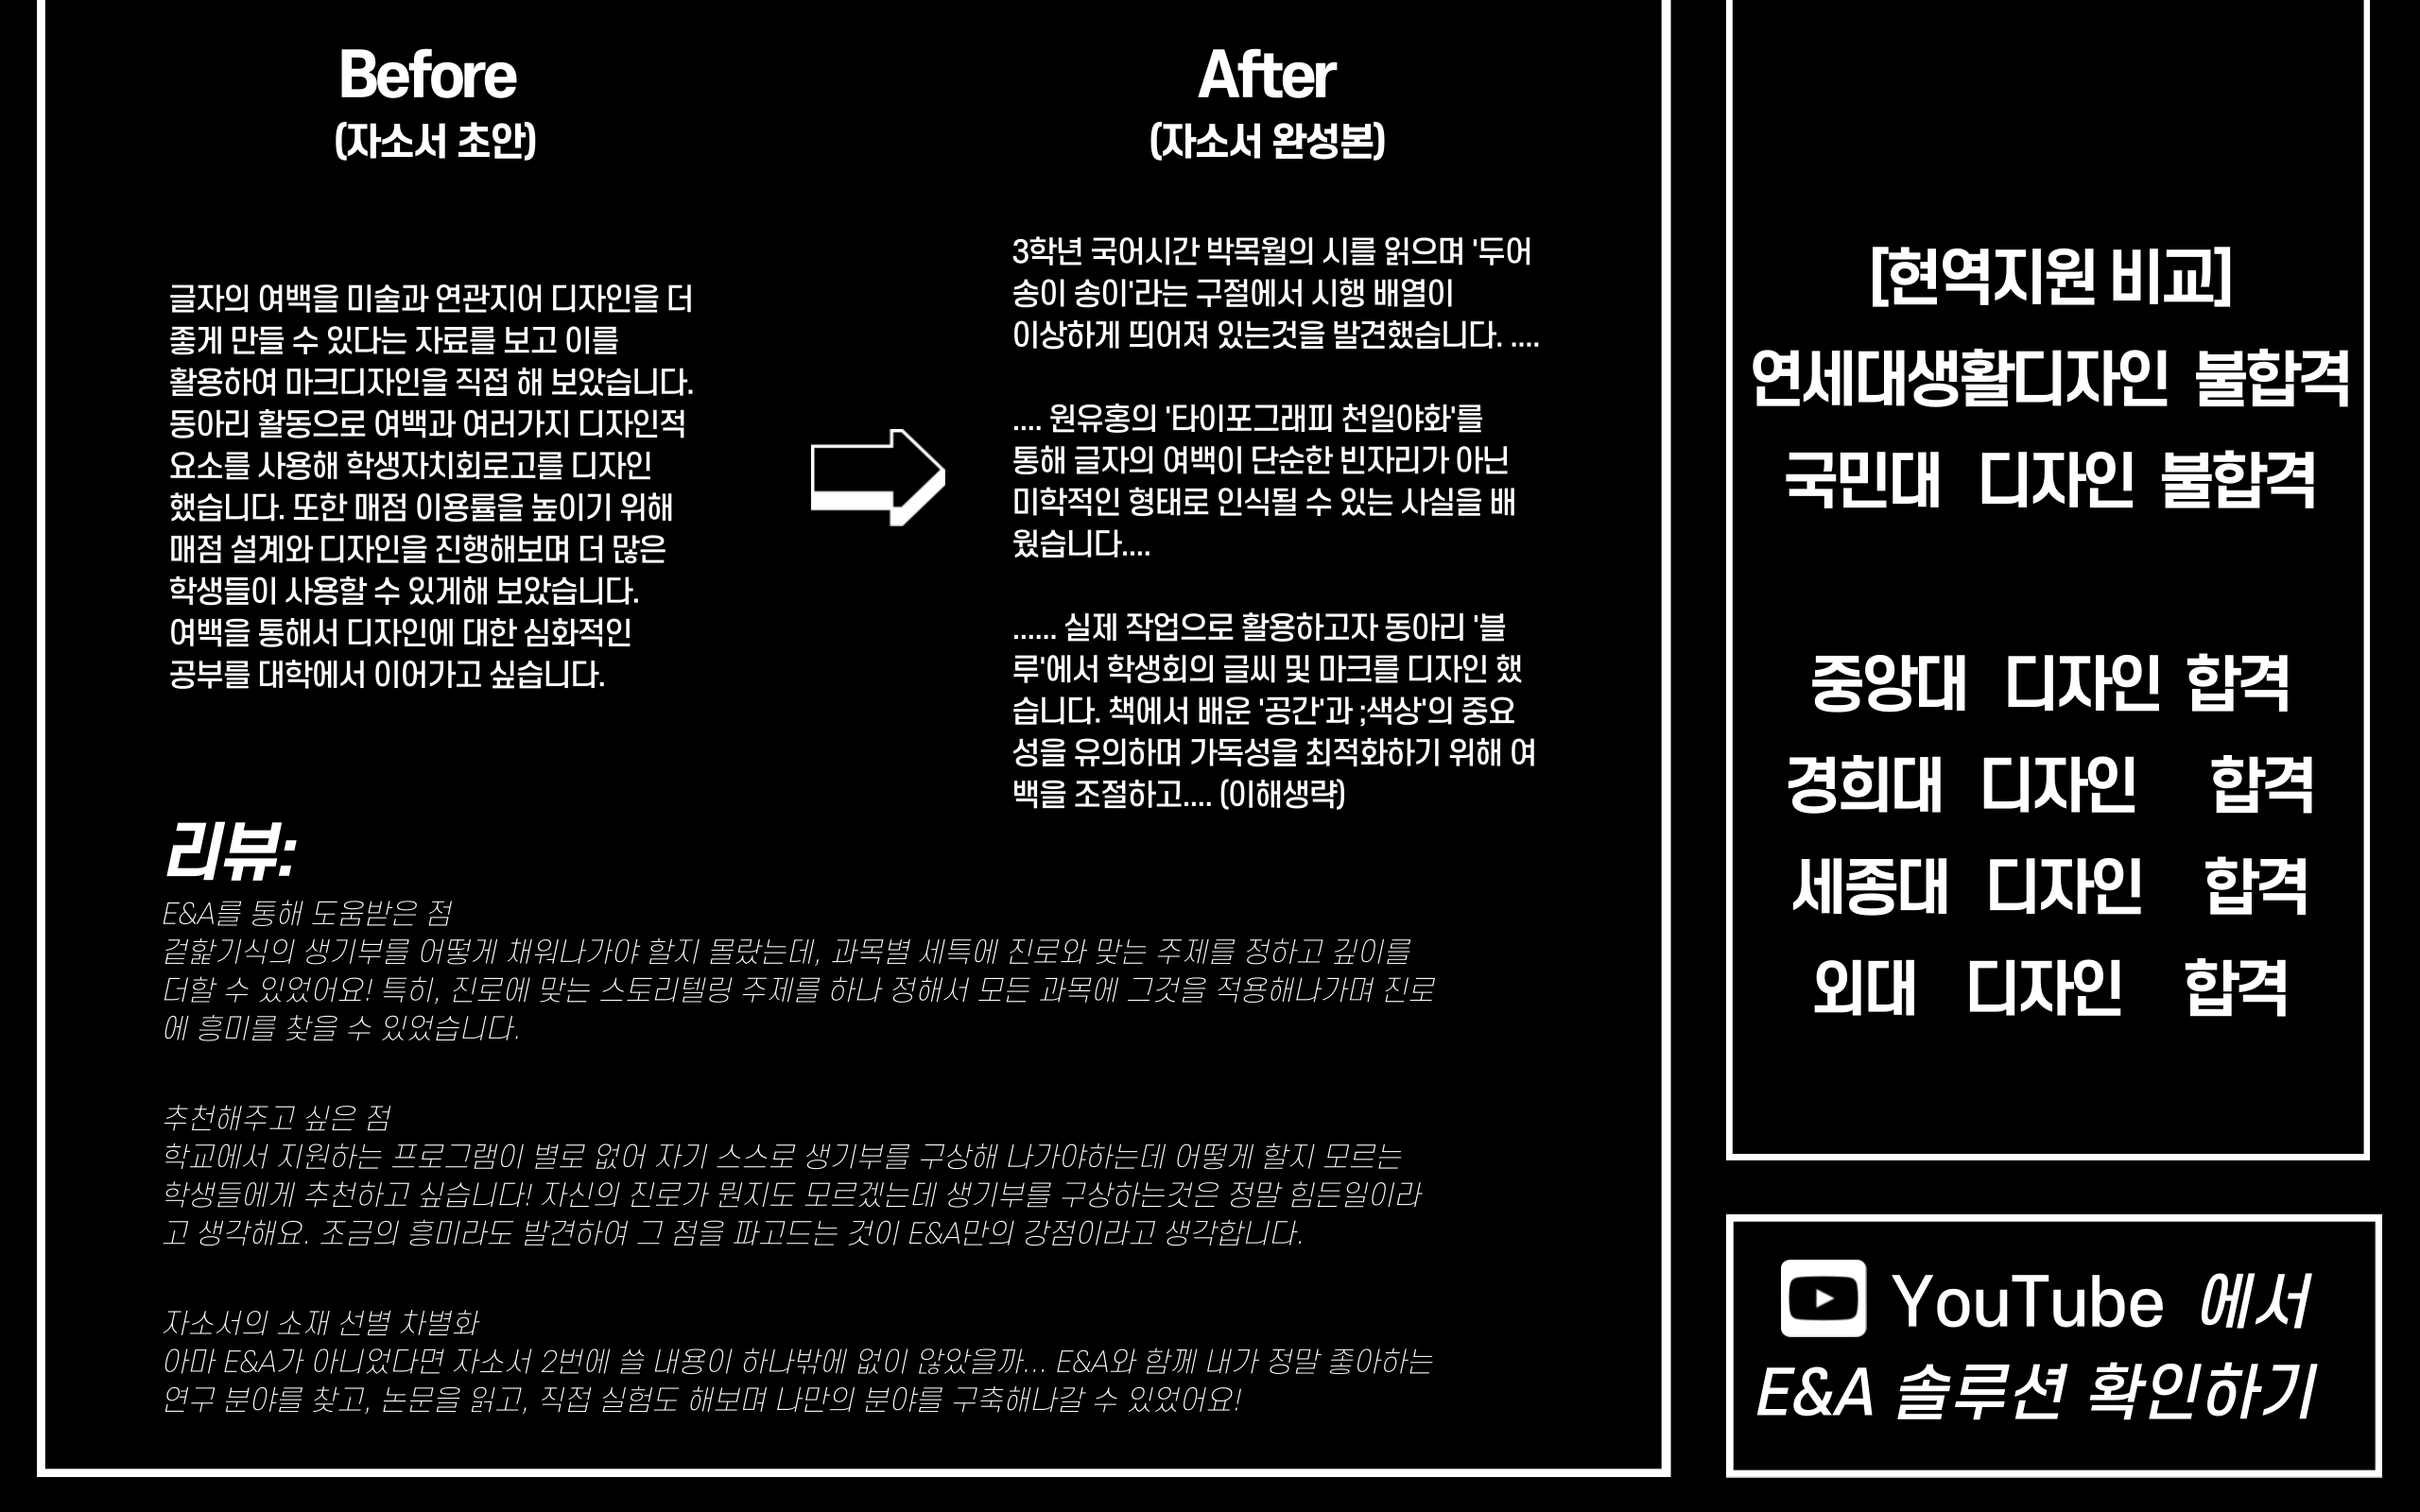 Before
(자소서 초안)
글자의 여백을 미술과 연관지어 디자인을 더
좋게 만들 수 있다는 자료를 보고 이를
활용하여 마크디자인을 직접 해 보았습니다.
동아리 활동으로 여백과 여러가지 디자인적
요소를 사용해 학생자치회로고를 디자인
했습니다. 또한 매점 이용률을 높이기 위해
매점 설계와 디자인을 진행해보며 더 많은
학생들이 사용할 수 있게해 보았습니다.
여백을 통해서 디자인에 대한 심화적인
공부를 대학에서 이어가고 싶습니다.
After
(자소서 완성본)
3학년 국어시간 박목월의 시를 읽으며 '두어
송이 송이'라는 구절에서 시행 배열이
이상하게 띄어져 있는것을 발견했습니다. ....
.... 원유홍의 '타이포그래피 천일야화'를
통해 글자의 여백이 단순한 빈자리가 아닌
미학적인 형태로 인식될 수 있는 사실을 배
웠습니다....
...... 실제 작업으로 활용하고자 동아리 '블
루'에서 학생회의 글씨 및 마크를 디자인 했
습니다. 책에서 배운 '공간'과 ;색상'의 중요
성을 유의하며 가독성을 최적화하기 위해 여
백을 조절하고.... (이해생략)
리뷰:
E&A를 통해 도움받은 점
겉핥기식의 생기부를 어떻게 채워나가야 할지 몰랐는데, 과목별 세특에 진로와 맞는 주제를 정하고 깊이를
더할 수 있었어요! 특히, 진로에 맞는 스토리텔링 주제를 하나 정해서 모든 과목에 그것을 적용해나가며 진로
에 흥미를 찾을 수 있었습니다.
추천해주고 싶은 점
학교에서 지원하는 프로그램이 별로 없어 자기 스스로 생기부를 구상해 나가야하는데 어떻게 할지 모르는
학생들에게 추천하고 싶습니다! 자신의 진로가 뭔지도 모르겠는데 생기부를 구상하는것은 정말 힘든일이라
고 생각해요. 조금의 흥미라도 발견하여 그 점을 파고드는 것이 E&A만의 강점이라고 생각합니다.
자소서의 소재 선별 차별화
아마 E&A가 아니었다면 자소서 2번에 쓸 내용이 하나밖에 없이 않았을까... E&A와 함께 내가 정말 좋아하는
연구 분야를 찾고, 논문을 읽고, 직접 실험도 해보며 나만의 분야를 구축해나갈 수 있었어요!
[현역지원 비교]
연세대생활디자인 불합격
국민대 디자인 불합격
중앙대 디자인 합격
경희대 디자인 합격
세종대 디자인 합격
외대 디자인 합격
YouTube 에서
E&A 솔루션 확인하기